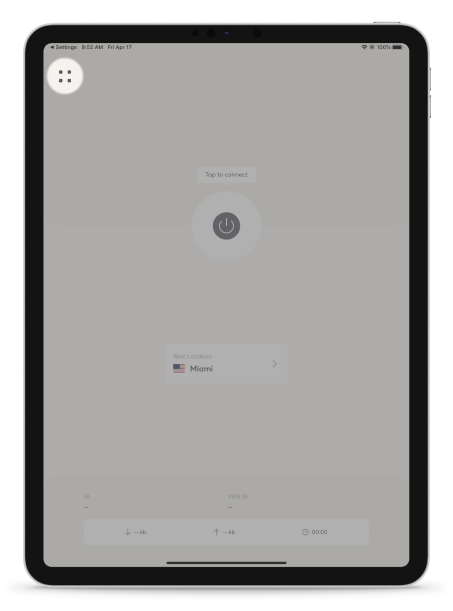 Settings 9:52 AM Fri Apr 17 100%
Tap to connect
Best Location
Miami
IP VPN IP
-- --
-- kb -- kb 00:00